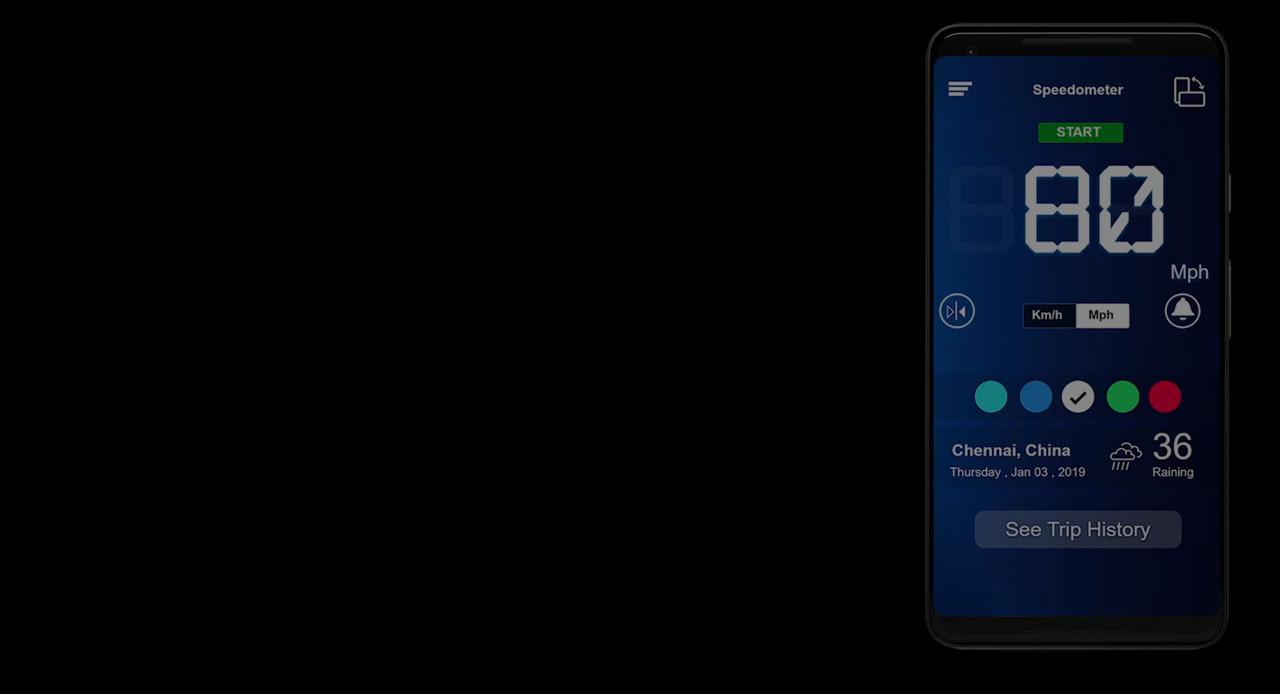 Speedometer
START
80
Mph
Km/h Mph
Chennai, China 36
Thursday , Jan 03 , 2019 Raining
See Trip History